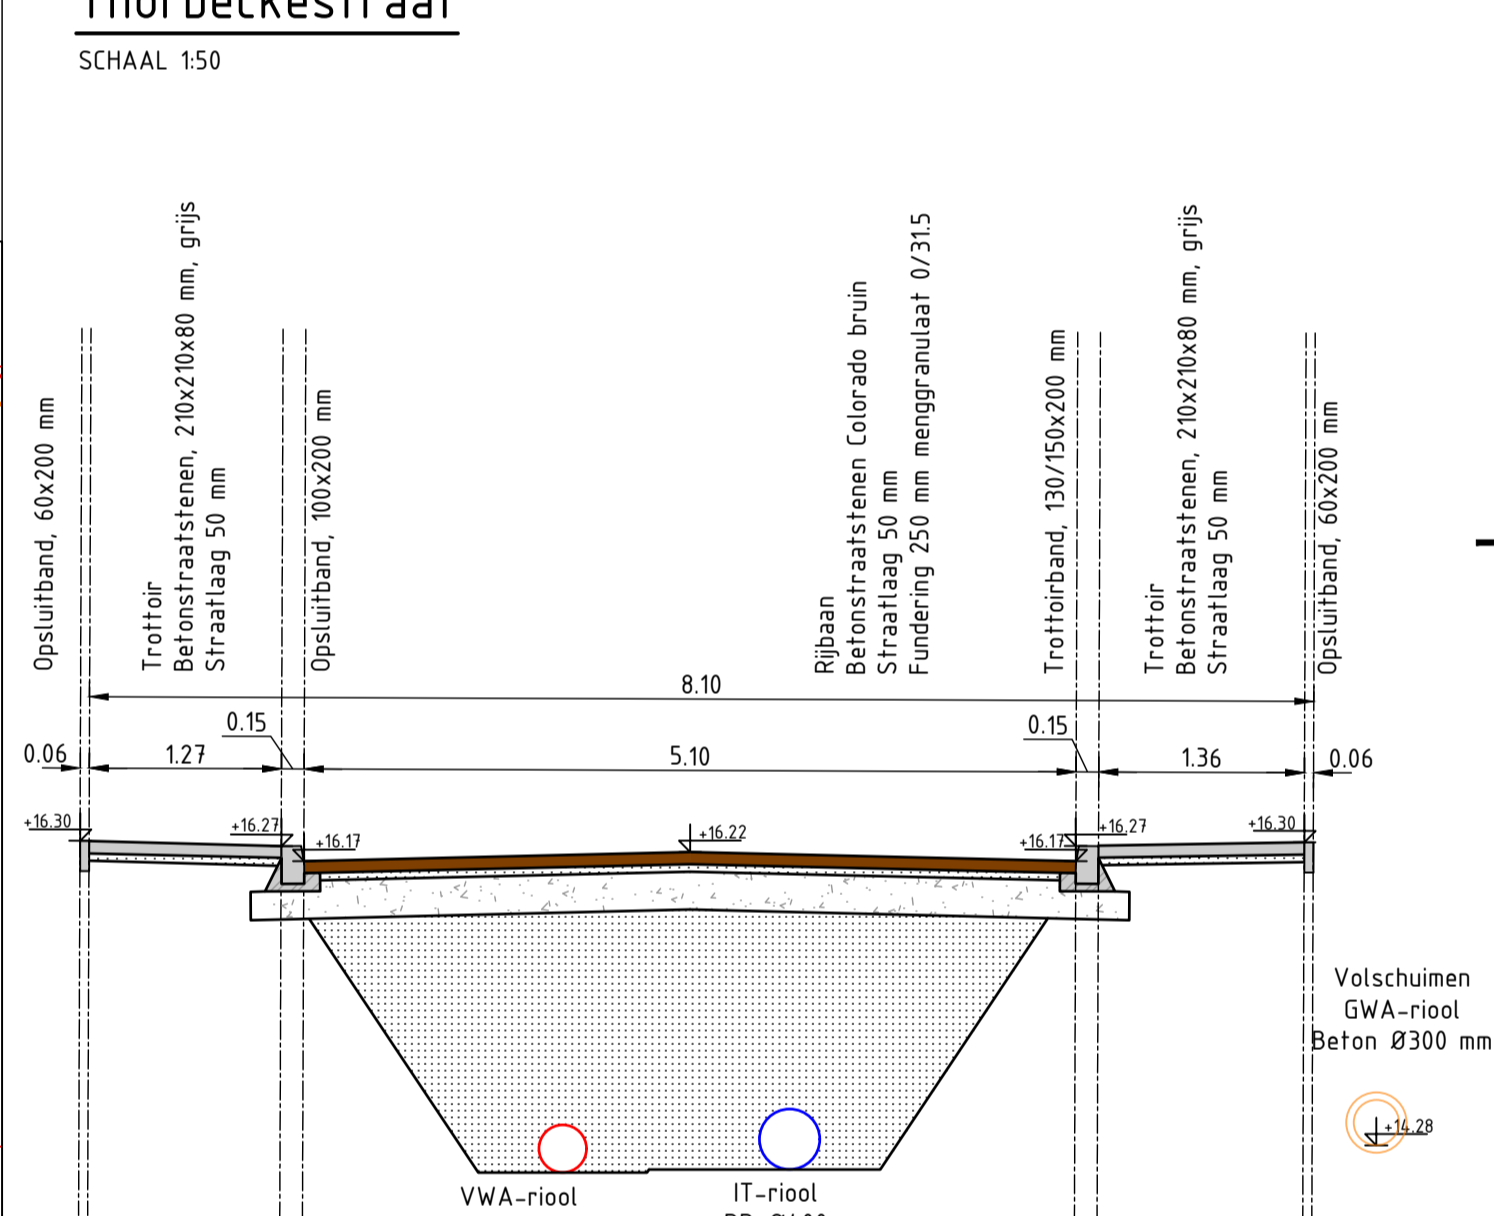 Thorbeckestraat
SCHAAL 1:50
Opsluitband, 60x200 mm
Trottoir
Betonstraatstenen, 210x210x80 mm, grijs
Straatlaag 50 mm
Opsluitband, 100x200 mm
Rijbaan
Betonstraatstenen Colorado bruin
Straatlaag 50 mm
Fundering 250 mm menggranulaat 0/31.5
Trottoirband, 130/150x200 mm
Trottoir
Betonstraatstenen, 210x210x80 mm, grijs
Straatlaag 50 mm
Opsluitband, 60x200 mm
8.10
0.15
0.15
0.06
1.27
5.10
1.36
0.06
+16.30
+16.27
+16.17
+16.22
+16.17
+16.27
+16.30
Volschuimen
GWA-riool
Beton Ø300 mm
+14.28
VWA-riool
IT-riool